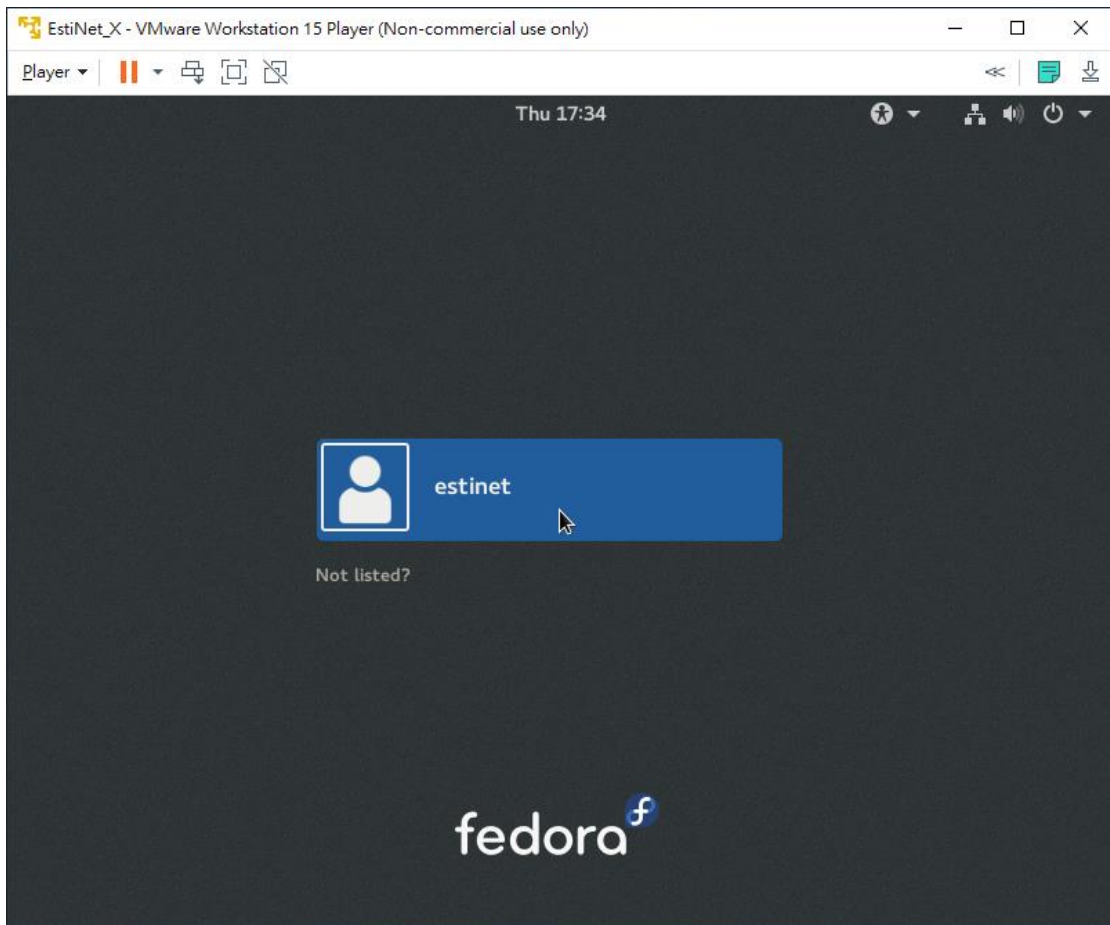 EstiNet_X - VMware Workstation 15 Player (Non-commercial use only)
Player
Thu 17:34
estinet
Not listed?
fedora